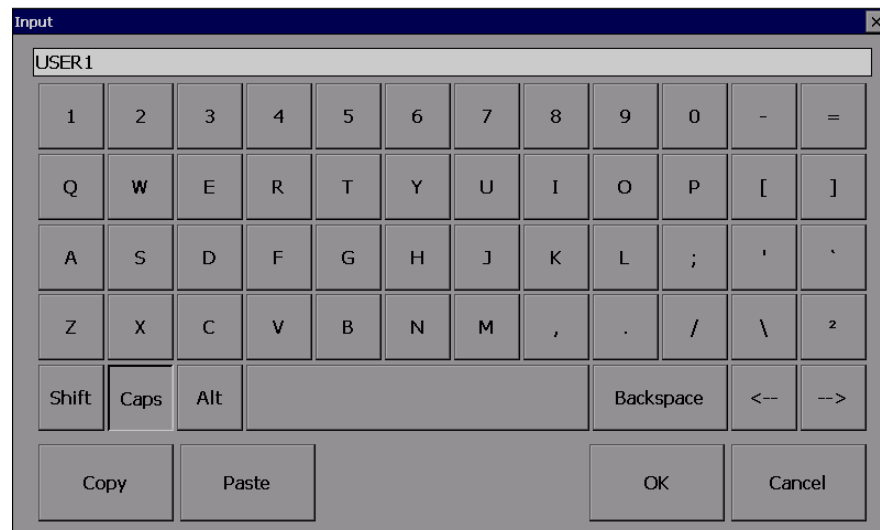 Input ×
USER1
1 2 3 4 5 6 7 8 9 0 - =
Q W E R T Y U I O P [ ]
A S D F G H J K L ; ' `
Z X C V B N M , . / \ ²
Shift Caps Alt Backspace <-- -->
Copy Paste OK Cancel